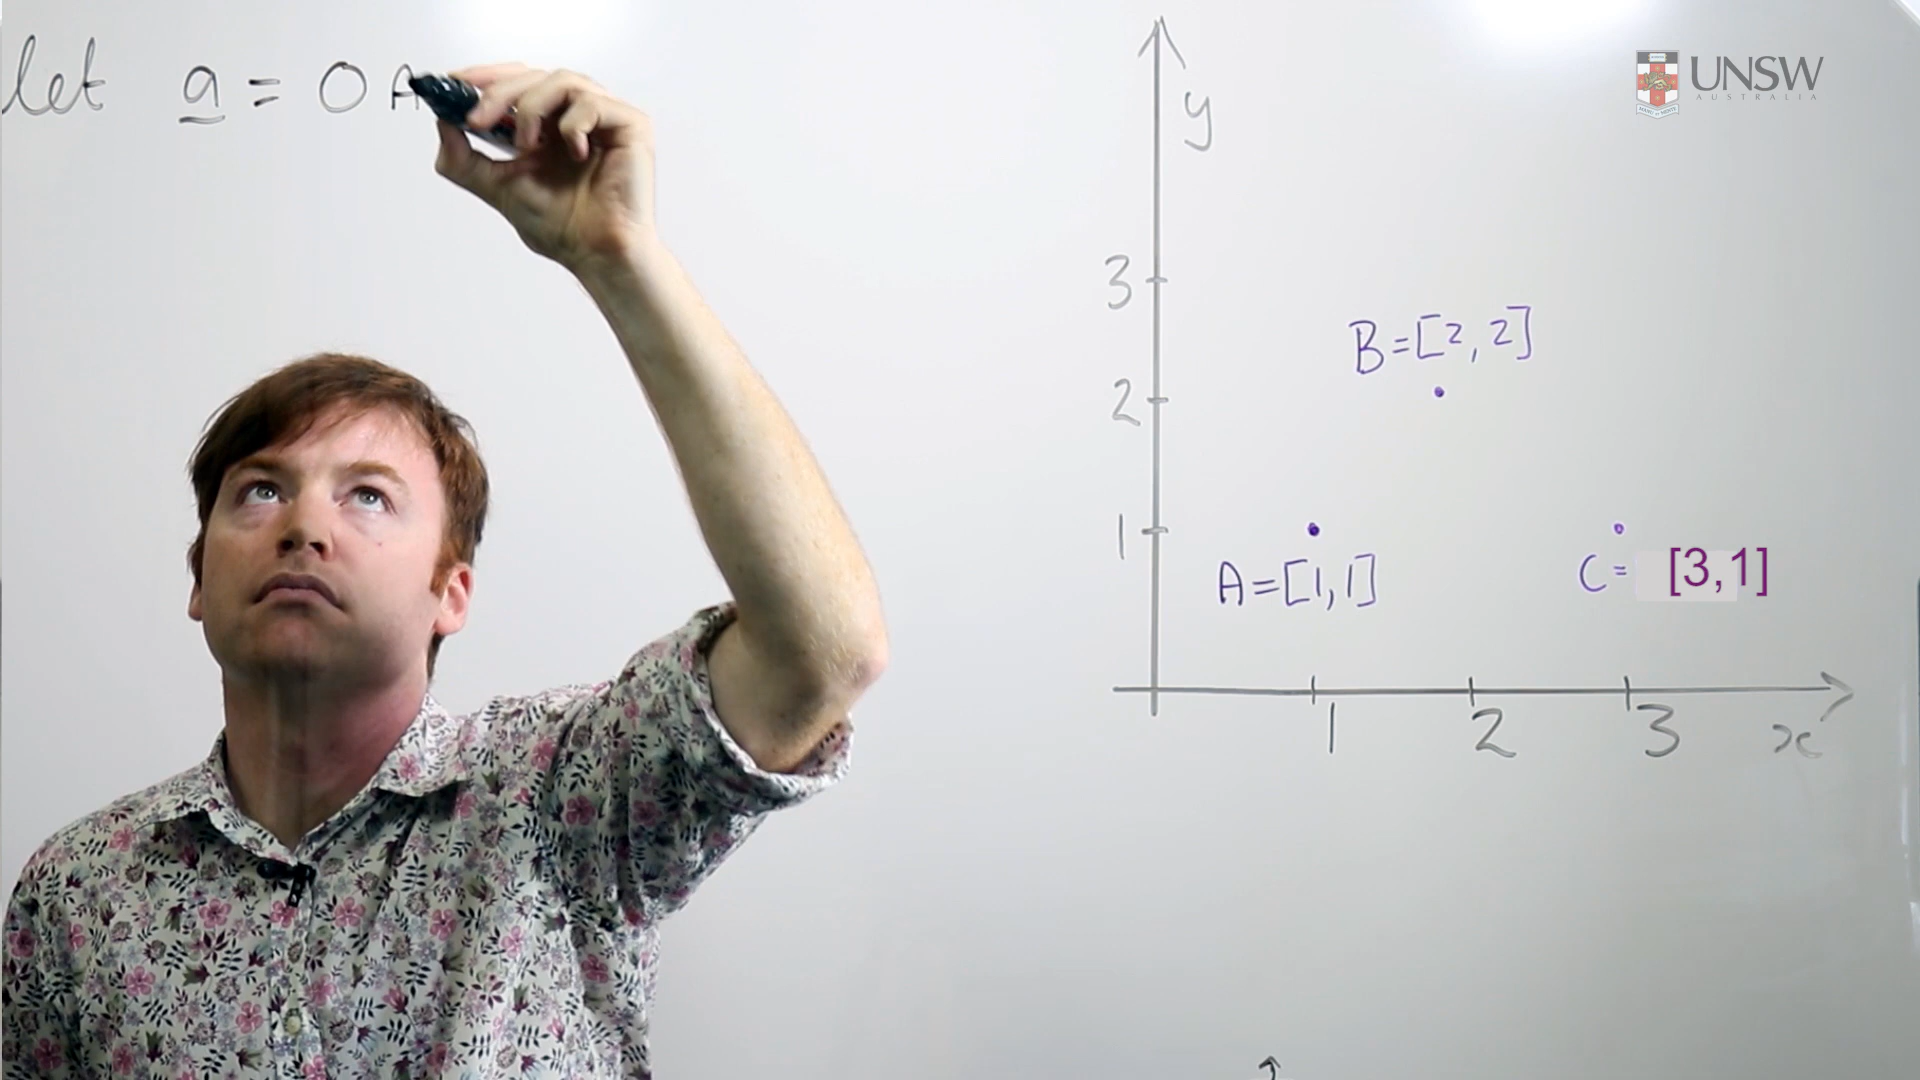 let a = OA
y
UNSW
AUSTRALIA
3
B=[2,2]
2
1
A=[1,1]
C= [3,1]
1
2
3
x